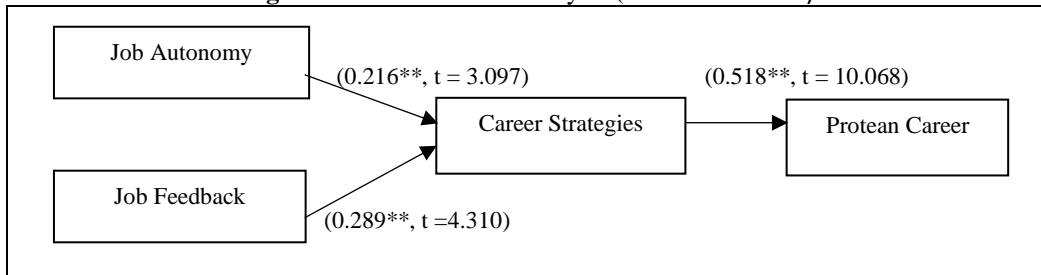 Job Autonomy
(0.216**, t = 3.097)
(0.518**, t = 10.068)
Career Strategies
Protean Career
Job Feedback
(0.289**, t =4.310)